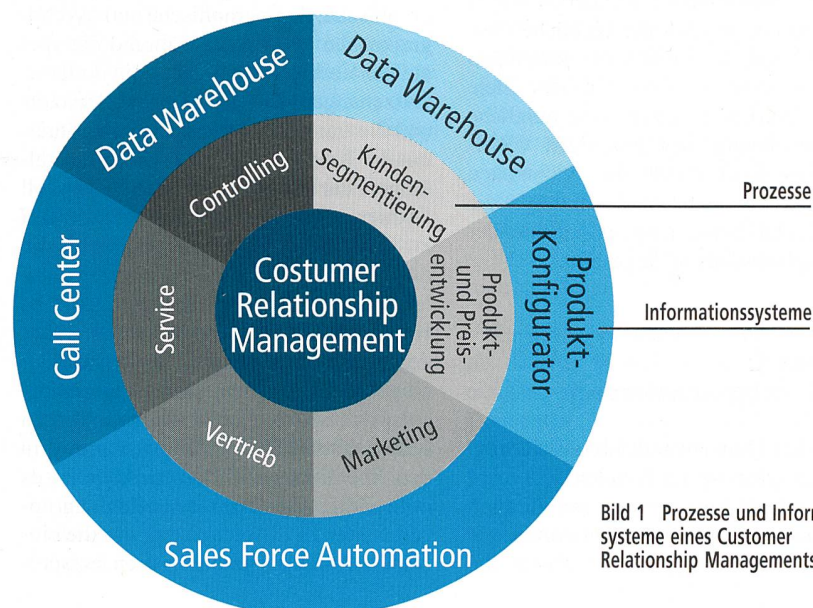 Data Warehouse
Data Warehouse
Controlling
Kunden-
Segmentierung
Prozesse
Call Center
Service
Costumer
Relationship
Management
Produkt-
und Preis-
entwicklung
Produkt-
Konfigurator
Informationssysteme
Vertrieb
Marketing
Sales Force Automation
Bild 1 Prozesse und Infor
systeme eines Customer
Relationship Managements